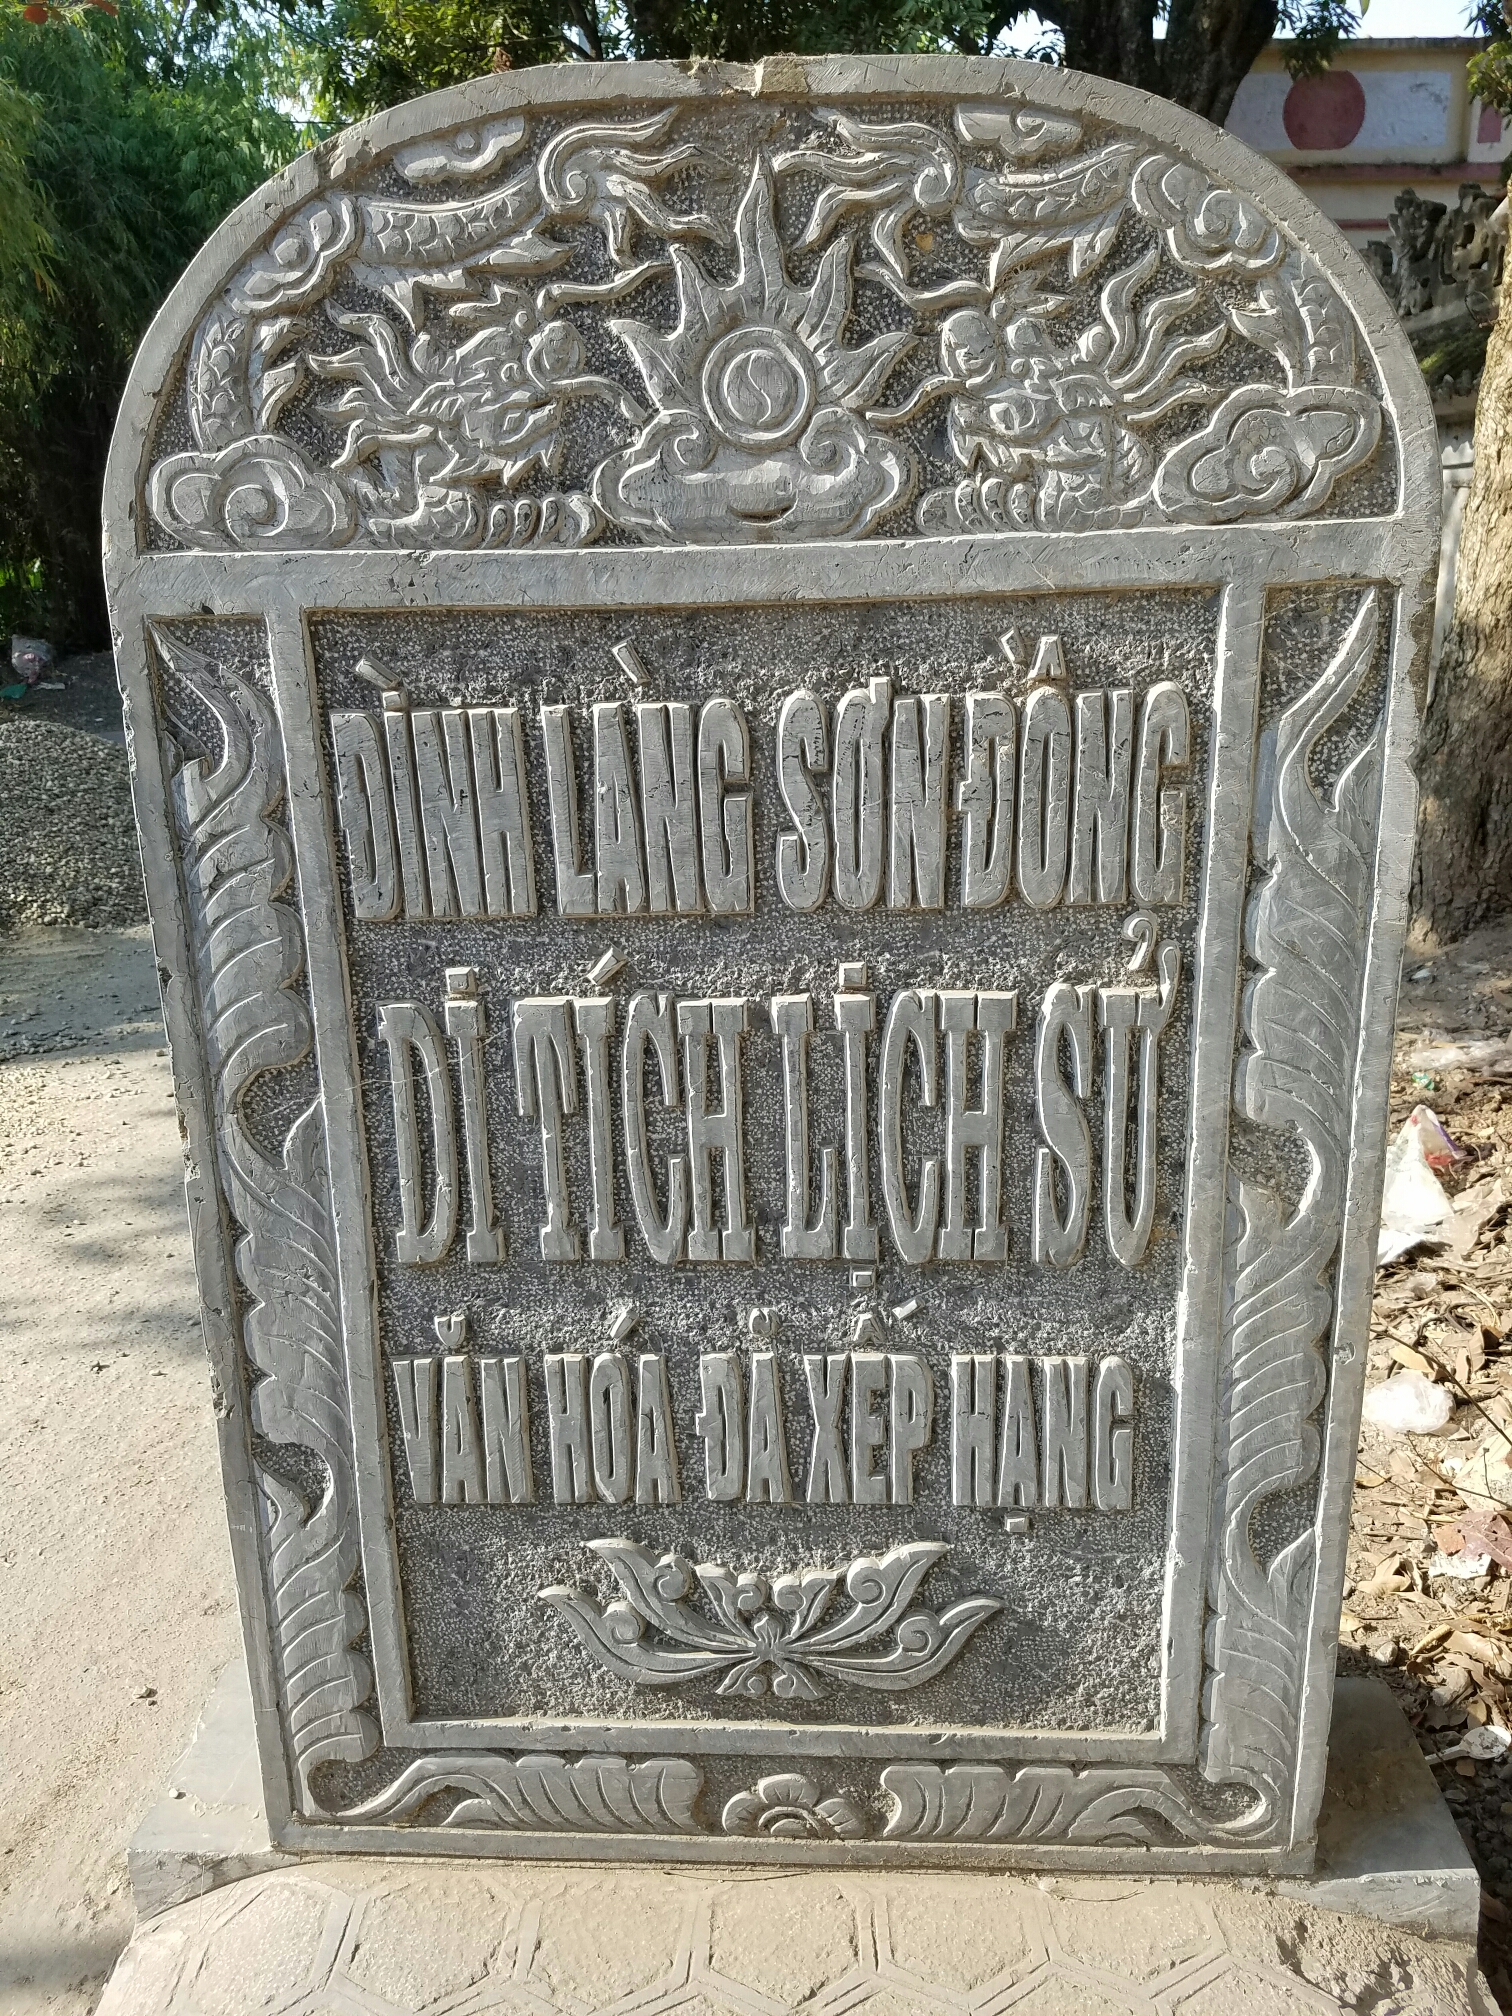 ĐÌNH LÀNG SƠN ĐỒNG
DI TÍCH LỊCH SỬ
VĂN HÓA ĐÃ XẾP HẠNG